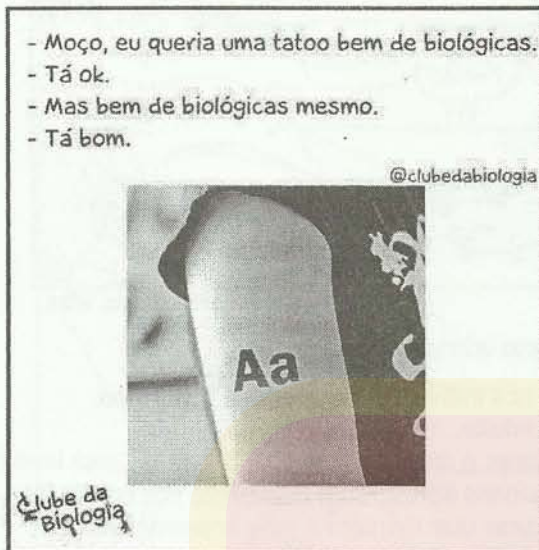 - Moço, eu queria uma tatoo bem de biológicas.
- Tá ok.
- Mas bem de biológicas mesmo.
- Tá bom.
@clubedabiologia
Aa
Clube da
Biologia